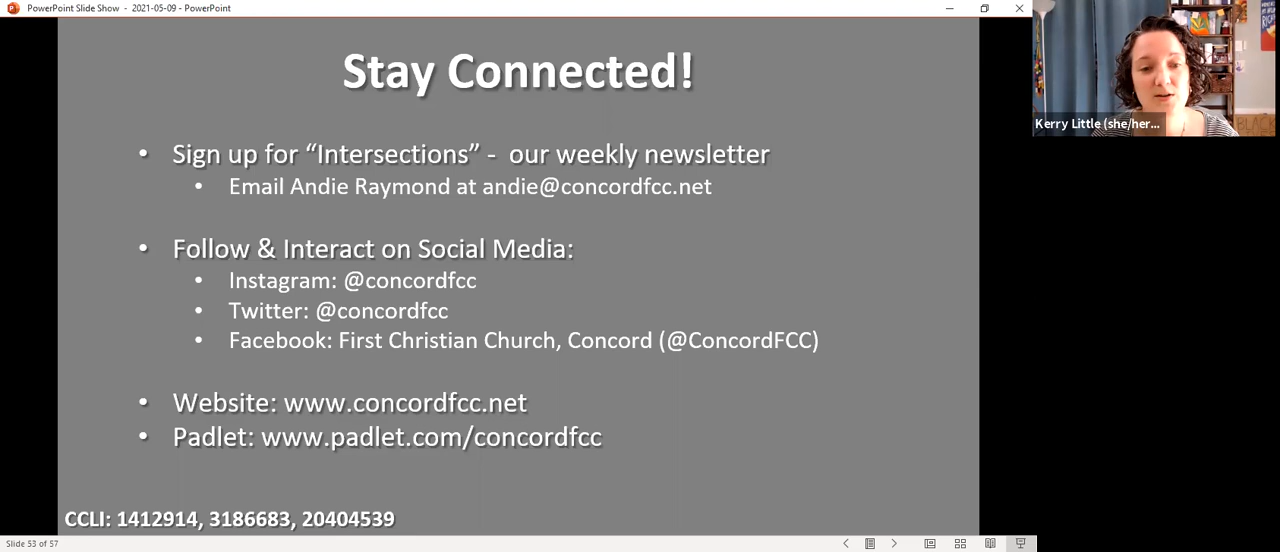 PowerPoint Slide Show - 2021-05-09 - PowerPoint
Stay Connected!
• Sign up for “Intersections” - our weekly newsletter
• Email Andie Raymond at andie@concordfcc.net
• Follow & Interact on Social Media:
• Instagram: @concordfcc
• Twitter: @concordfcc
• Facebook: First Christian Church, Concord (@ConcordFCC)
• Website: www.concordfcc.net
• Padlet: www.padlet.com/concordfcc
CCLI: 1412914, 3186683, 20404539
Slide 53 of 57
Kerry Little (she/her...
BLACK